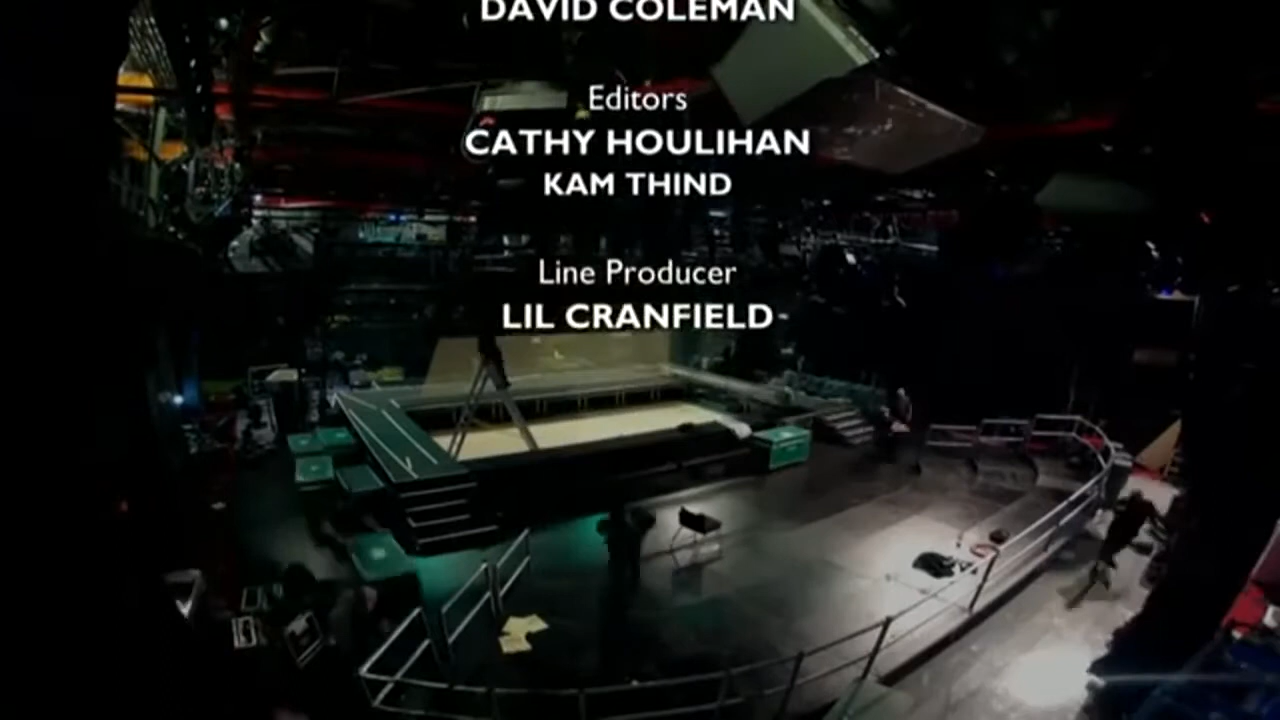 DAVID COLEMAN
Editors
CATHY HOULIHAN
KAM THIND
Line Producer
LIL CRANFIELD